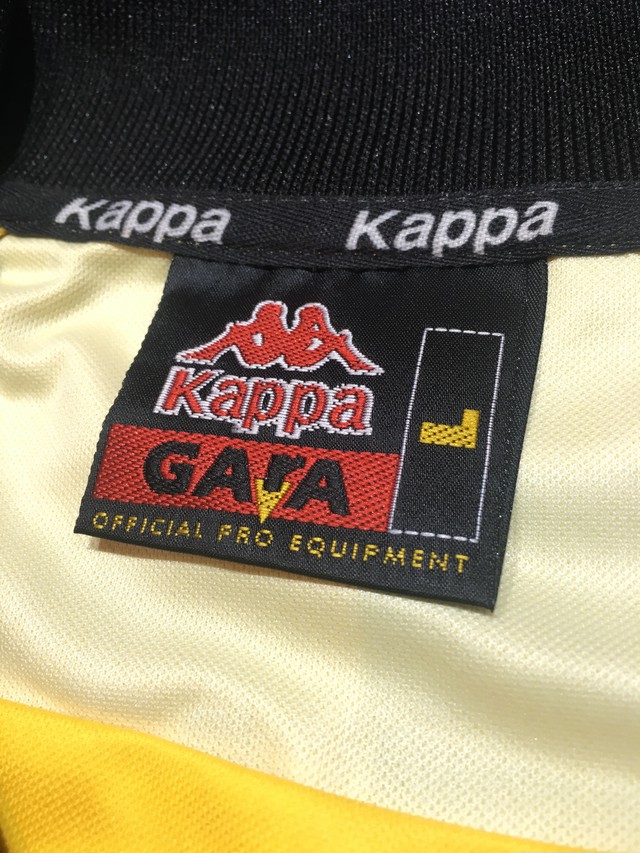 Kappa Kappa
Kappa
GArA
L
OFFICIAL PRO EQUIPMENT